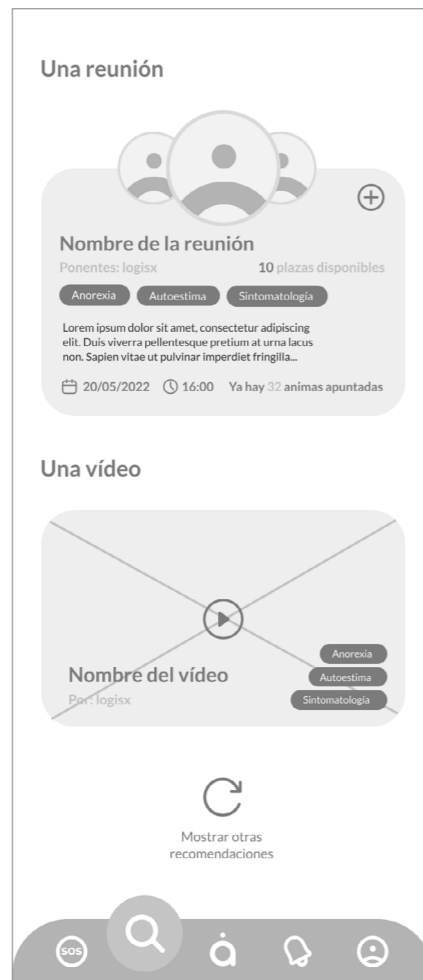 Una reunión
Nombre de la reunión
Ponentes: logisx 10 plazas disponibles
Anorexia Autoestima Sintomatología
Lorem ipsum dolor sit amet, consectetur adipiscing
elit. Duis viverra pellentesque pretium at urna lacus
non. Sapien vitae ut pulvinar imperdiet fringilla...
20/05/2022 16:00 Ya hay 32 animas apuntadas
Una vídeo
Anorexia
Nombre del vídeo Autoestima
Por: logisx Sintomatología
Mostrar otras
recomendaciones
SOS